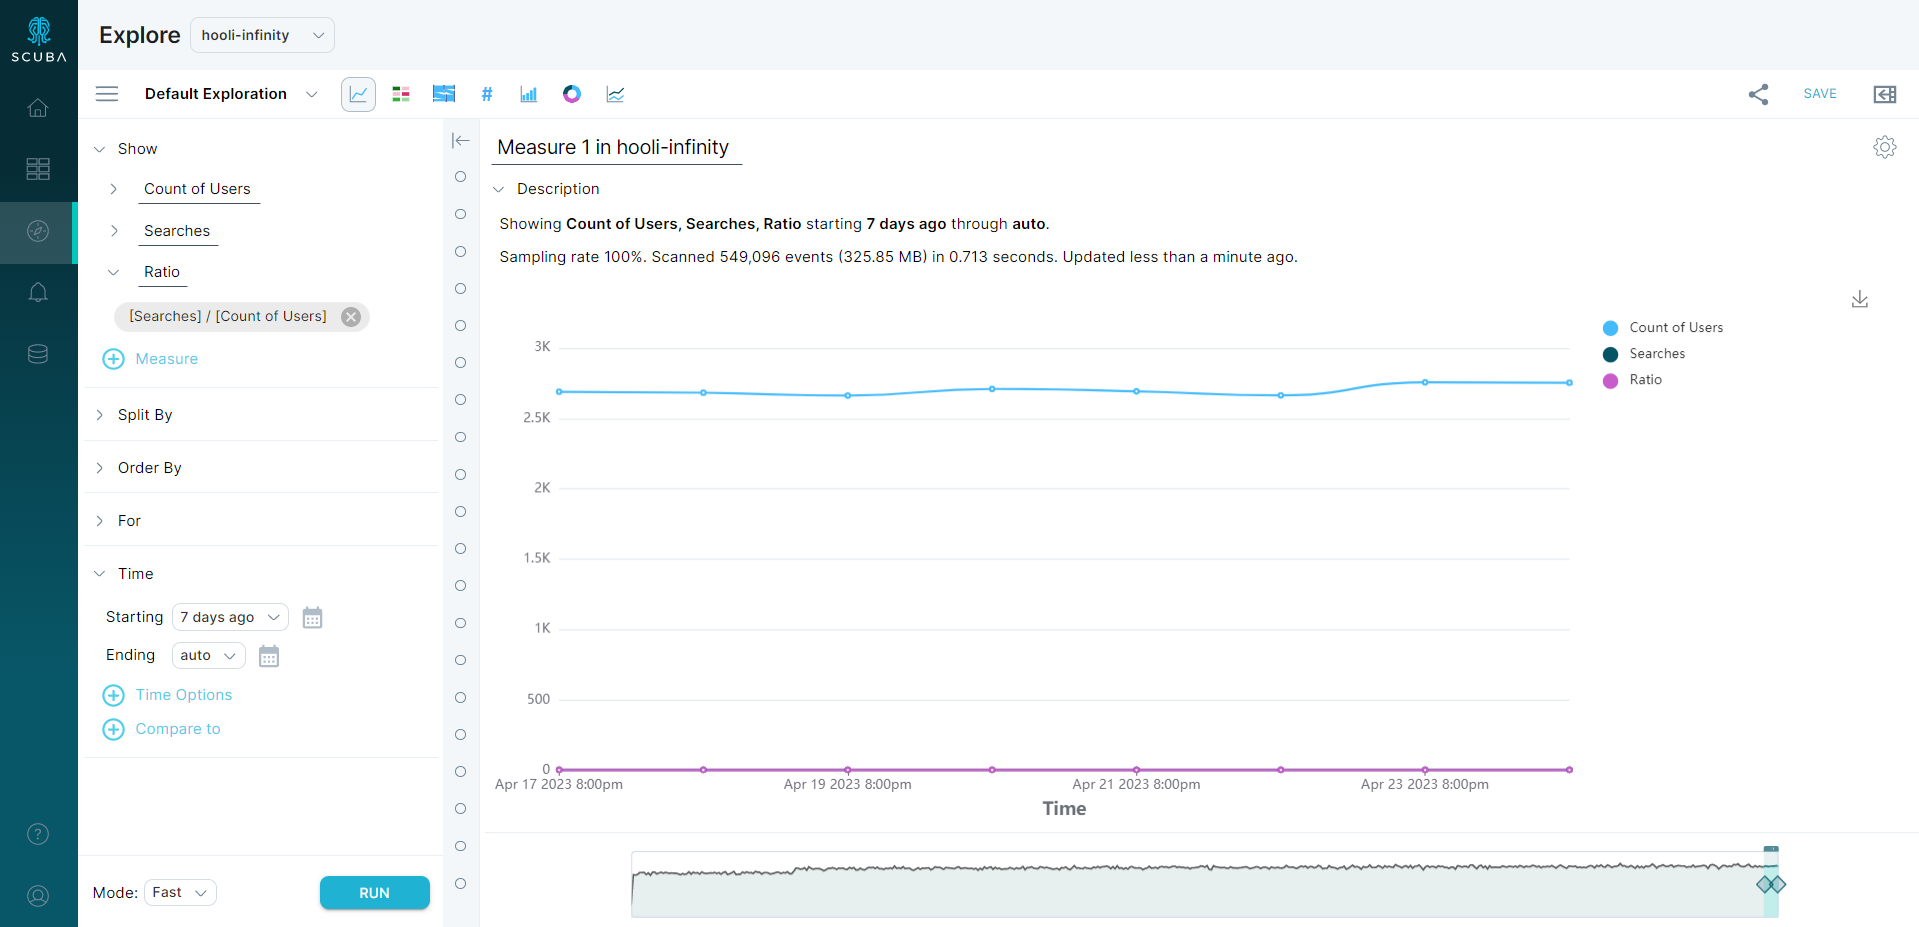 SCUBA
Explore
hooli-infinity
Default Exploration
#
SAVE
Show
Count of Users
Searches
Ratio
[Searches] / [Count of Users]
Measure
Split By
Order By
For
Time
Starting 7 days ago
Ending auto
Time Options
Compare to
Mode: Fast
RUN
Measure 1 in hooli-infinity
Description
Showing Count of Users, Searches, Ratio starting 7 days ago through auto.
Sampling rate 100%. Scanned 549,096 events (325.85 MB) in 0.713 seconds. Updated less than a minute ago.
Count of Users
Searches
Ratio
3K
2.5K
2K
1.5K
1K
500
0
Apr 17 2023 8:00pm Apr 19 2023 8:00pm Apr 21 2023 8:00pm Apr 23 2023 8:00pm
Time
?